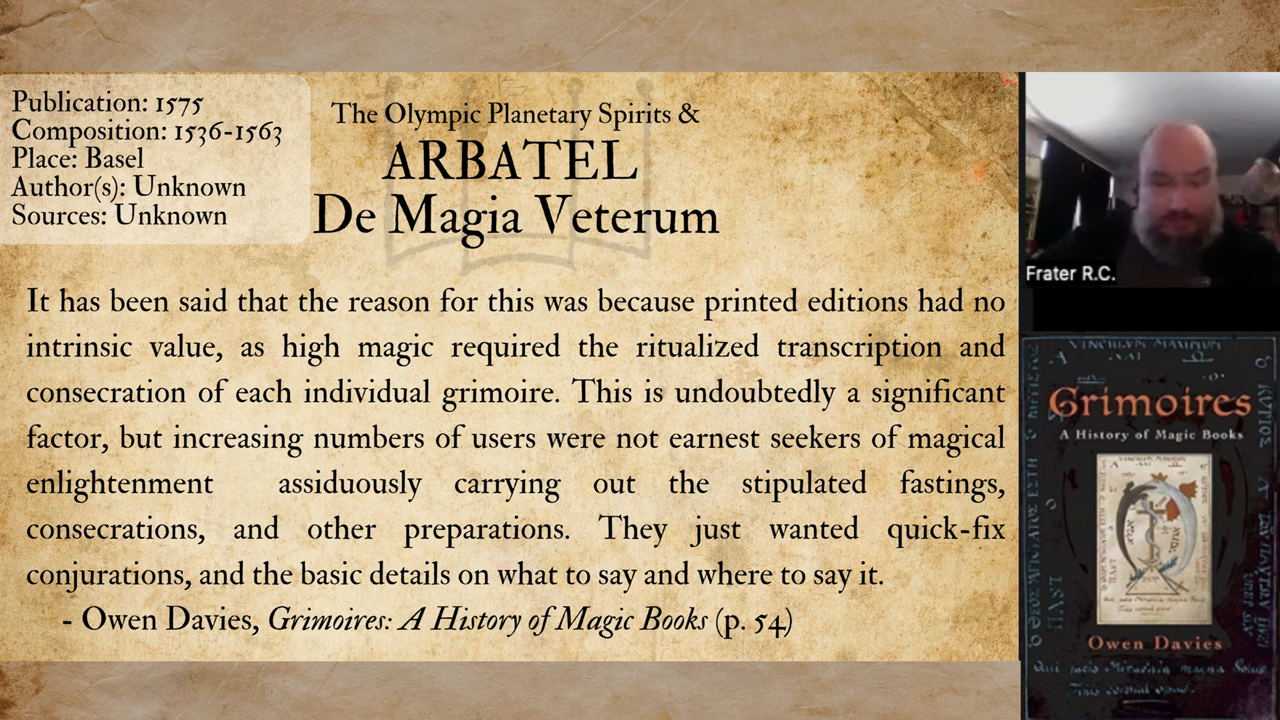 Publication: 1575
Composition: 1536-1563
Place: Basel
Author(s): Unknown
Sources: Unknown
The Olympic Planetary Spirits &
ARBATEL
De Magia Veterum
It has been said that the reason for this was because printed editions had no
intrinsic value, as high magic required the ritualized transcription and
consecration of each individual grimoire. This is undoubtedly a significant
factor, but increasing numbers of users were not earnest seekers of magical
enlightenment assiduously carrying out the stipulated fastings,
consecrations, and other preparations. They just wanted quick-fix
conjurations, and the basic details on what to say and where to say it.
- Owen Davies, Grimoires: A History of Magic Books (p. 54)
Frater R.C.
Grimoires
A History of Magic Books
Owen Davies